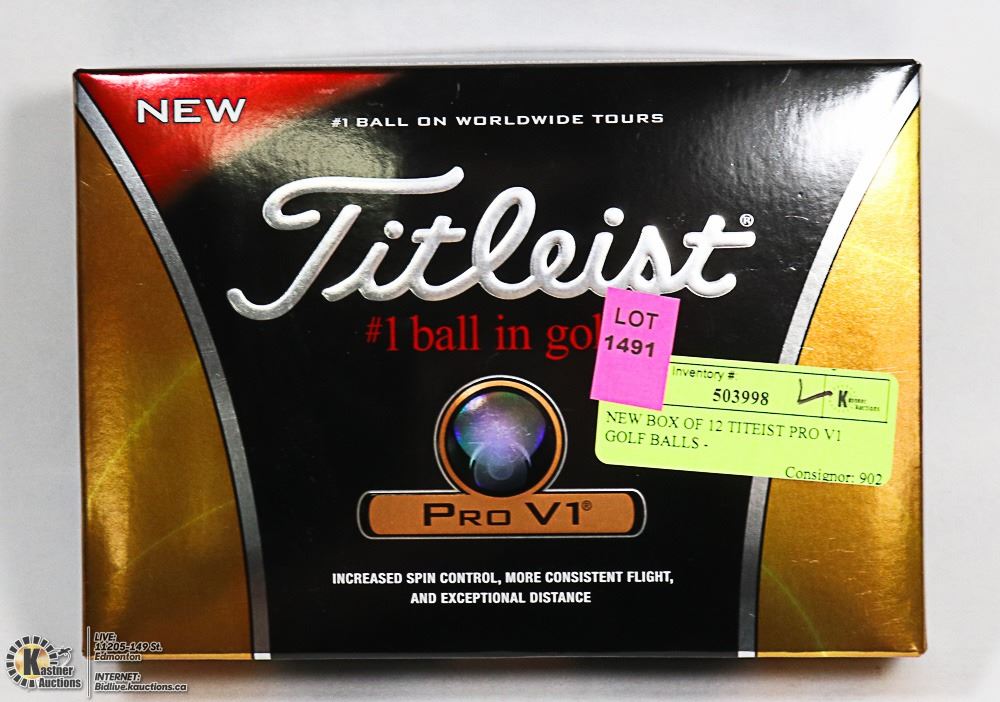 NEW
#1 BALL ON WORLDWIDE TOURS
Titleist®
#1 ball in gol
LOT
1491
Inventory #:
503998
Kastner
Auctions
NEW BOX OF 12 TITEIST PRO V1
GOLF BALLS -
Consignor: 902
PRO V1®
INCREASED SPIN CONTROL, MORE CONSISTENT FLIGHT,
AND EXCEPTIONAL DISTANCE
Kastner
Auctions
LIVE:
11205-149 St.
Edmonton
INTERNET:
Bidlive.kauctions.ca